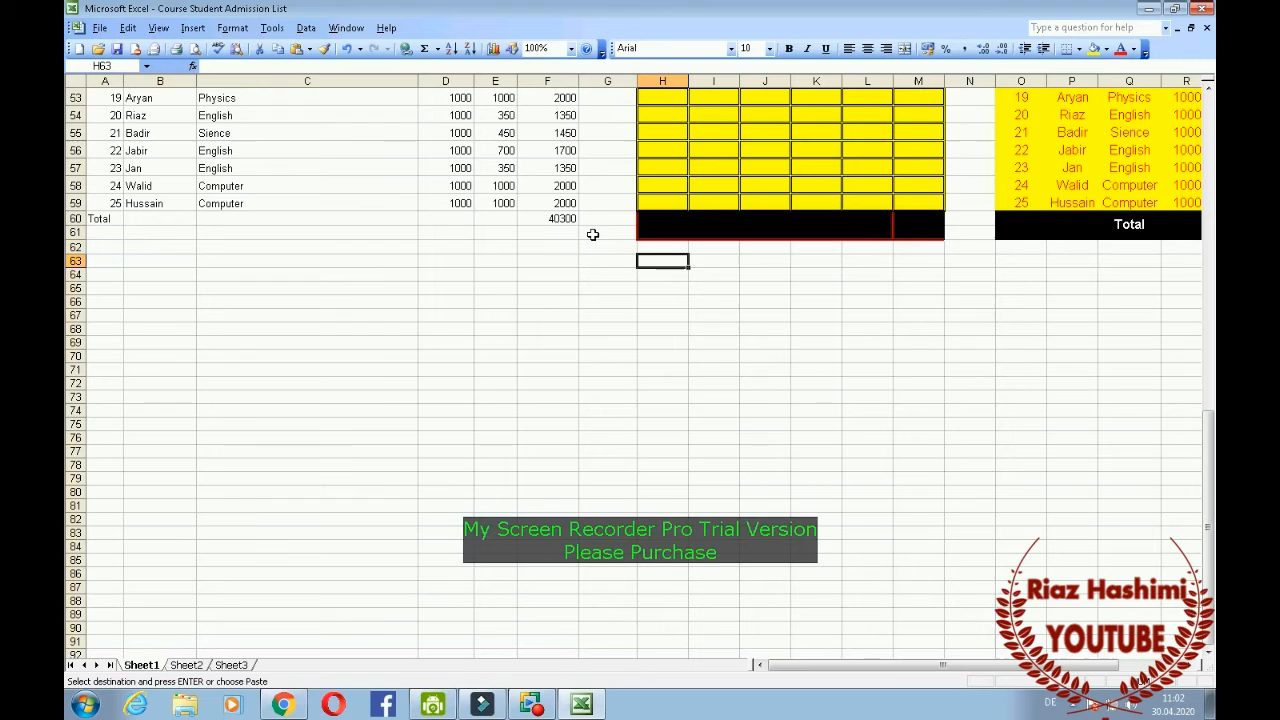 Microsoft Excel - Course Student Admission List
File Edit View Insert Format Tools Data Window Help
Type a question for help
100%
Arial
10
B I U
H63
fx
A B C D E F G H I J K L M N O P Q R
53 19 Aryan Physics 1000 1000 2000 19 Aryan Physics 1000
54 20 Riaz English 1000 350 1350 20 Riaz English 1000
55 21 Badir Sience 1000 450 1450 21 Badir Sience 1000
56 22 Jabir English 1000 700 1700 22 Jabir English 1000
57 23 Jan English 1000 350 1350 23 Jan English 1000
58 24 Walid Computer 1000 1000 2000 24 Walid Computer 1000
59 25 Hussain Computer 1000 1000 2000 25 Hussain Computer 1000
60 Total 40300 Total
61
62
63
64
65
66
67
68
69
70
71
72
73
74
75
76
77
78
79
80
81
82
83
84
85
86
87
88
89
90
91
92
My Screen Recorder Pro Trial Version
Please Purchase
Riaz Hashimi
YOUTUBE
Sheet1 Sheet2 Sheet3
Select destination and press ENTER or choose Paste
DE
11:02
30.04.2020